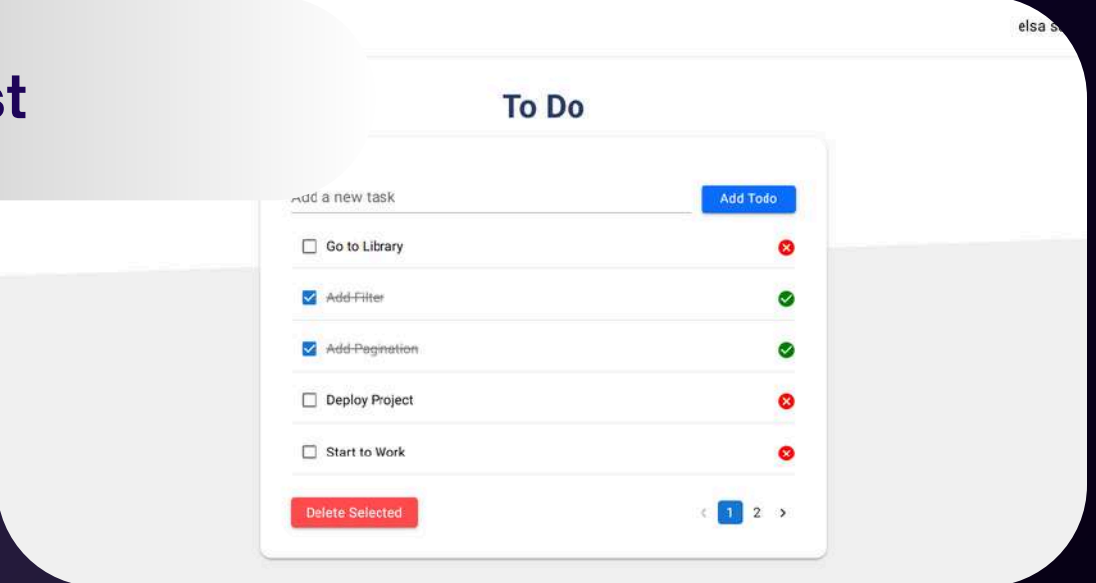 elsa
To Do
Add a new task
Add Todo
Go to Library
Add Filter
Add Pagination
Deploy Project
Start to Work
Delete Selected
< 1 2 >